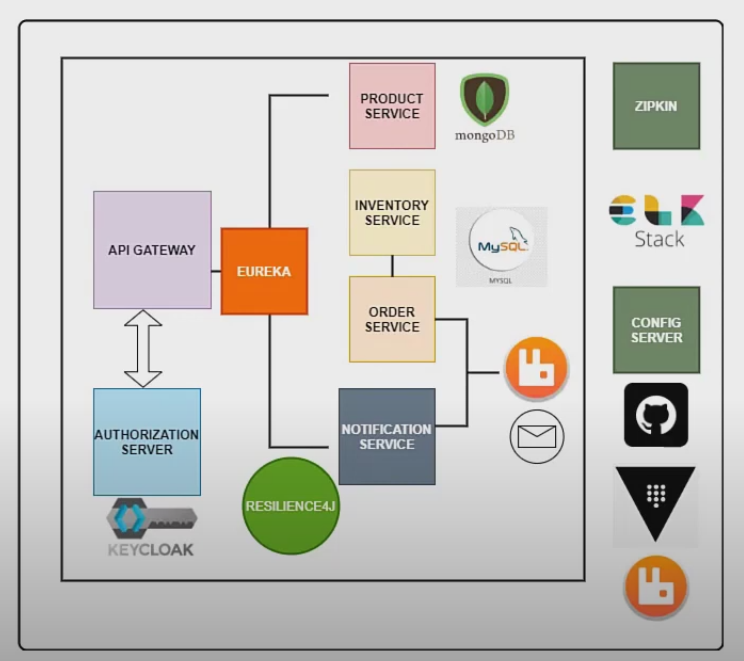 PRODUCT
SERVICE
mongoDB
ZIPKIN
INVENTORY
SERVICE
MySQL
MYSQL
ELK
Stack
API GATEWAY
EUREKA
ORDER
SERVICE
CONFIG
SERVER
AUTHORIZATION
SERVER
NOTIFICATION
SERVICE
RESILIENCE4J
KEYCLOAK